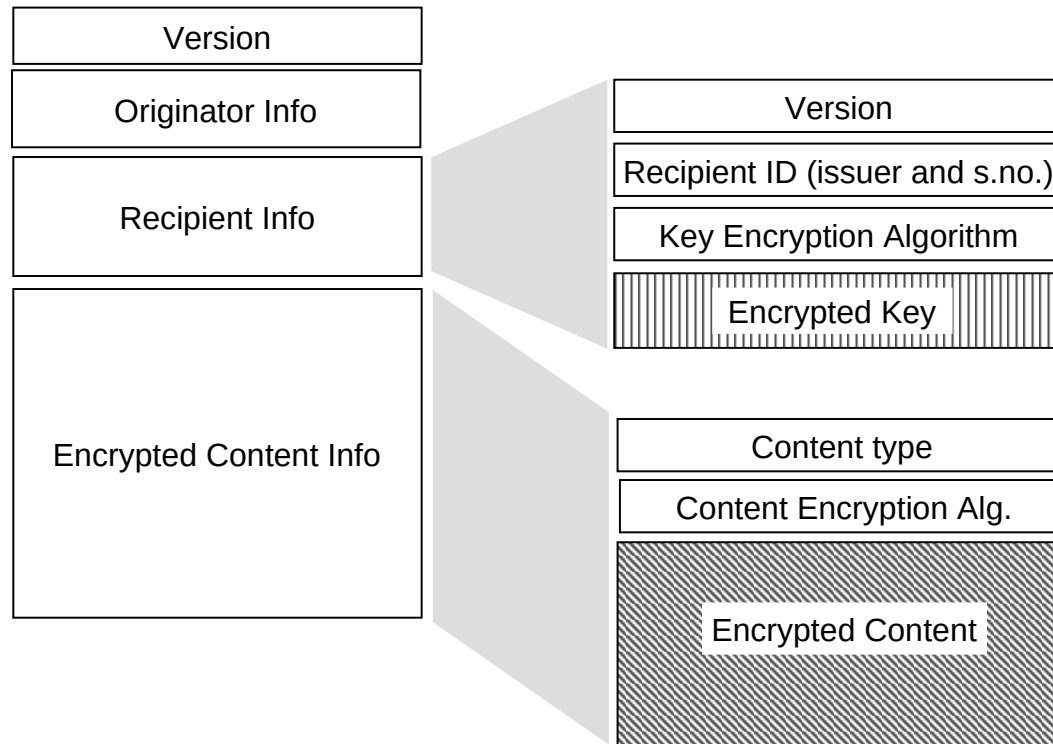 Version
Originator Info
Recipient Info
Encrypted Content Info
Version
Recipient ID (issuer and s.no.)
Key Encryption Algorithm
Encrypted Key
Content type
Content Encryption Alg.
Encrypted Content